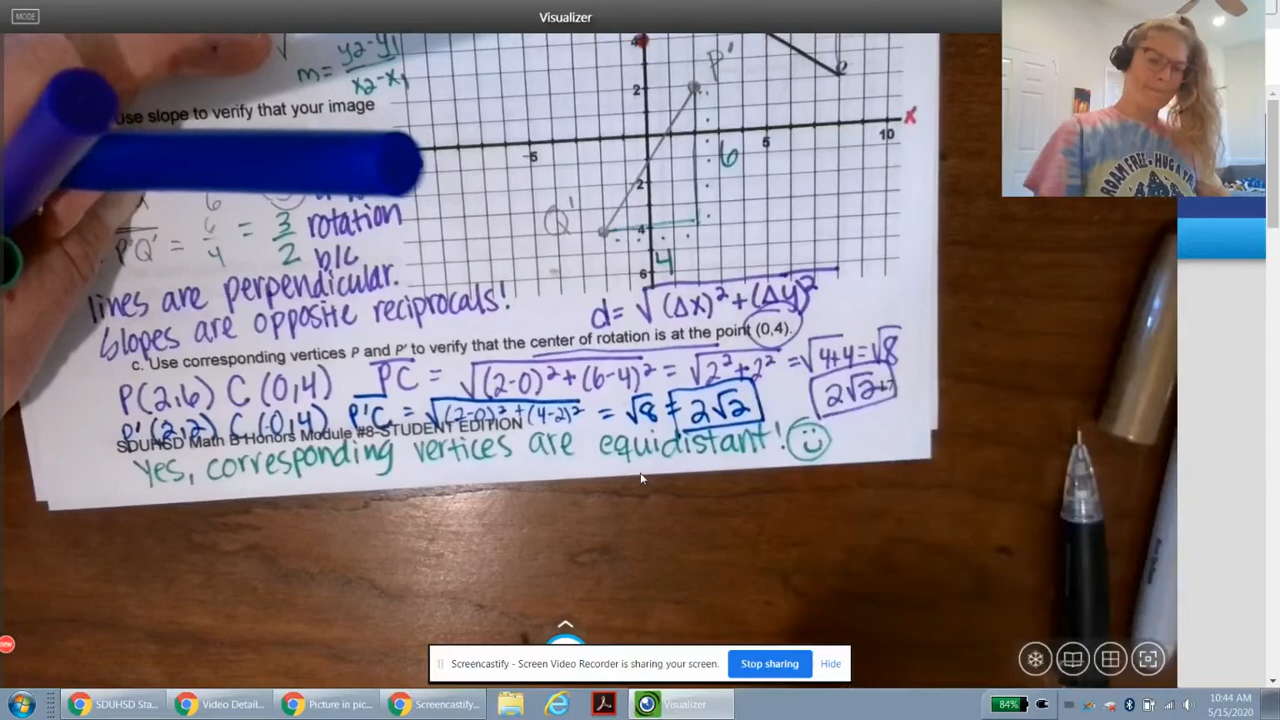 MODE
Visualizer
m= y2-y1
x2-x1
Use slope to verify that your image
P'
2
x
-5
5
10
6
2
Q'
4
4
6
P'Q' = 6/4 = 3/2 rotation
b/c
lines are perpendicular.
Slopes are opposite reciprocals!
d= √(Δx)²+(Δy)²
c. Use corresponding vertices P and P' to verify that the center of rotation is at the point (0,4).
P(2,6) C(0,4) PC = √(2-0)²+(6-4)² = √2²+2² = √4+4 = √8
2√2
P'(2,2) C(0,4) P'C = √(2-0)²+(4-2)² = √8 = 2√2
SDUHSD Math B Honors Module #8-STUDENT EDITION
Yes, corresponding vertices are equidistant!
ADAM FREE. HUG A
new
Screencastify - Screen Video Recorder is sharing your screen.
Stop sharing
Hide
SDUHSD Sta...
Video Detail...
Picture in pic...
Screencastify...
Visualizer
84%
10:44 AM
5/15/2020